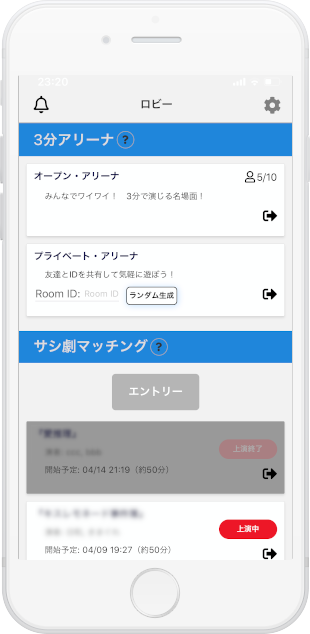 23:20
ロビー
3分アリーナ ?
オープン・アリーナ
5/10
みんなでワイワイ！ 3分で演じる名場面！
プライベート・アリーナ
友達とIDを共有して気軽に遊ぼう！
Room ID: Room ID ランダム生成
サシ劇マッチング ?
エントリー
上演終了
開始予定: 04/14 21:19（約50分）
上演中
開始予定: 04/09 19:27（約50分）